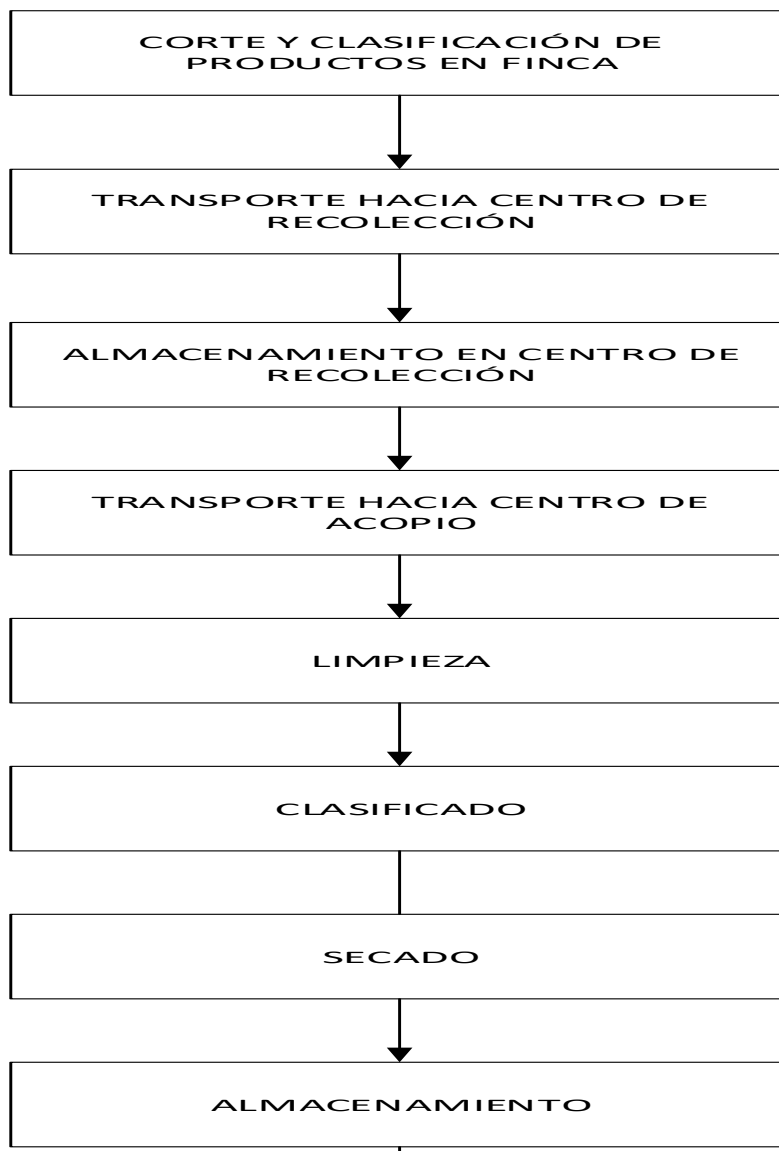 CORTE Y CLASIFICACIÓN DE
PRODUCTOS EN FINCA
TRANSPORTE HACIA CENTRO DE
RECOLECCIÓN
ALMACENAMIENTO EN CENTRO DE
RECOLECCIÓN
TRANSPORTE HACIA CENTRO DE
ACOPIO
LIMPIEZA
CLASIFICADO
SECADO
ALMACENAMIENTO